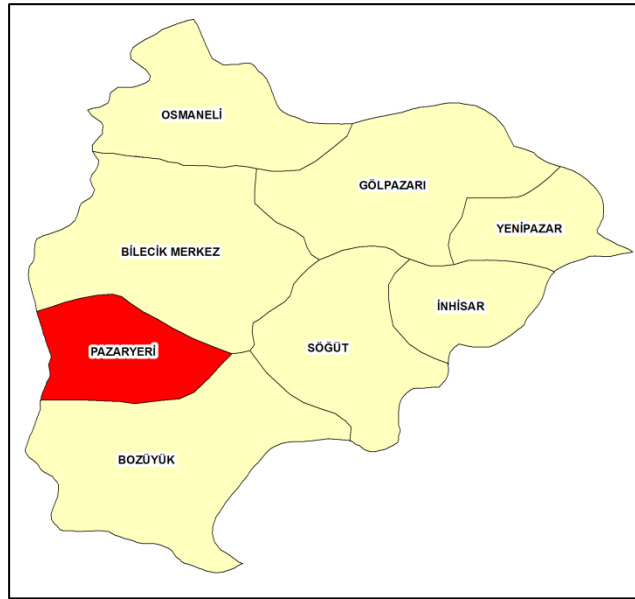 OSMANELİ
GÖLPAZARI
YENİPAZAR
BİLECİK MERKEZ
İNHİSAR
PAZARYERİ
SÖĞÜT
BOZÜYÜK